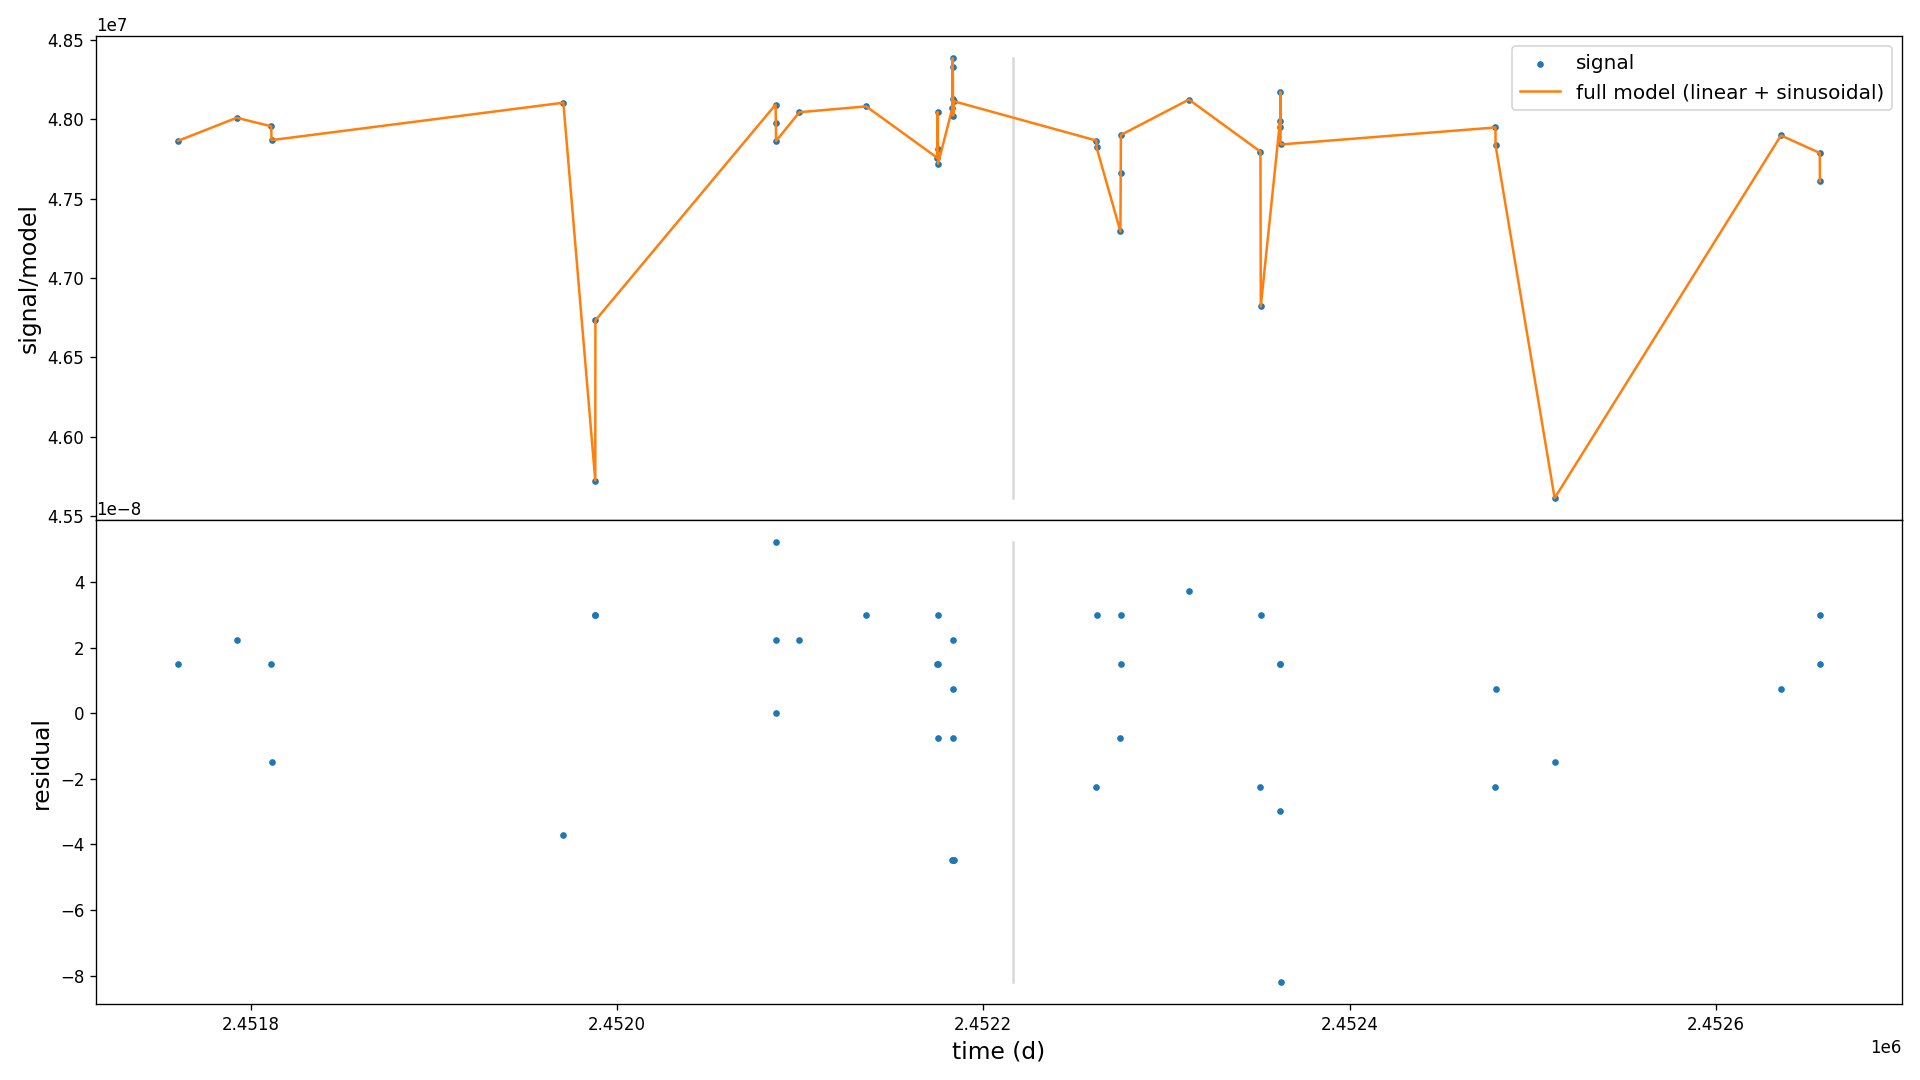 1e7
4.85
4.80
4.75
4.70
4.65
4.60
4.55
signal/model
signal
full model (linear + sinusoidal)
1e−8
4
2
0
−2
−4
−6
−8
residual
2.4518
2.4520
2.4522
2.4524
2.4526
time (d)
1e6